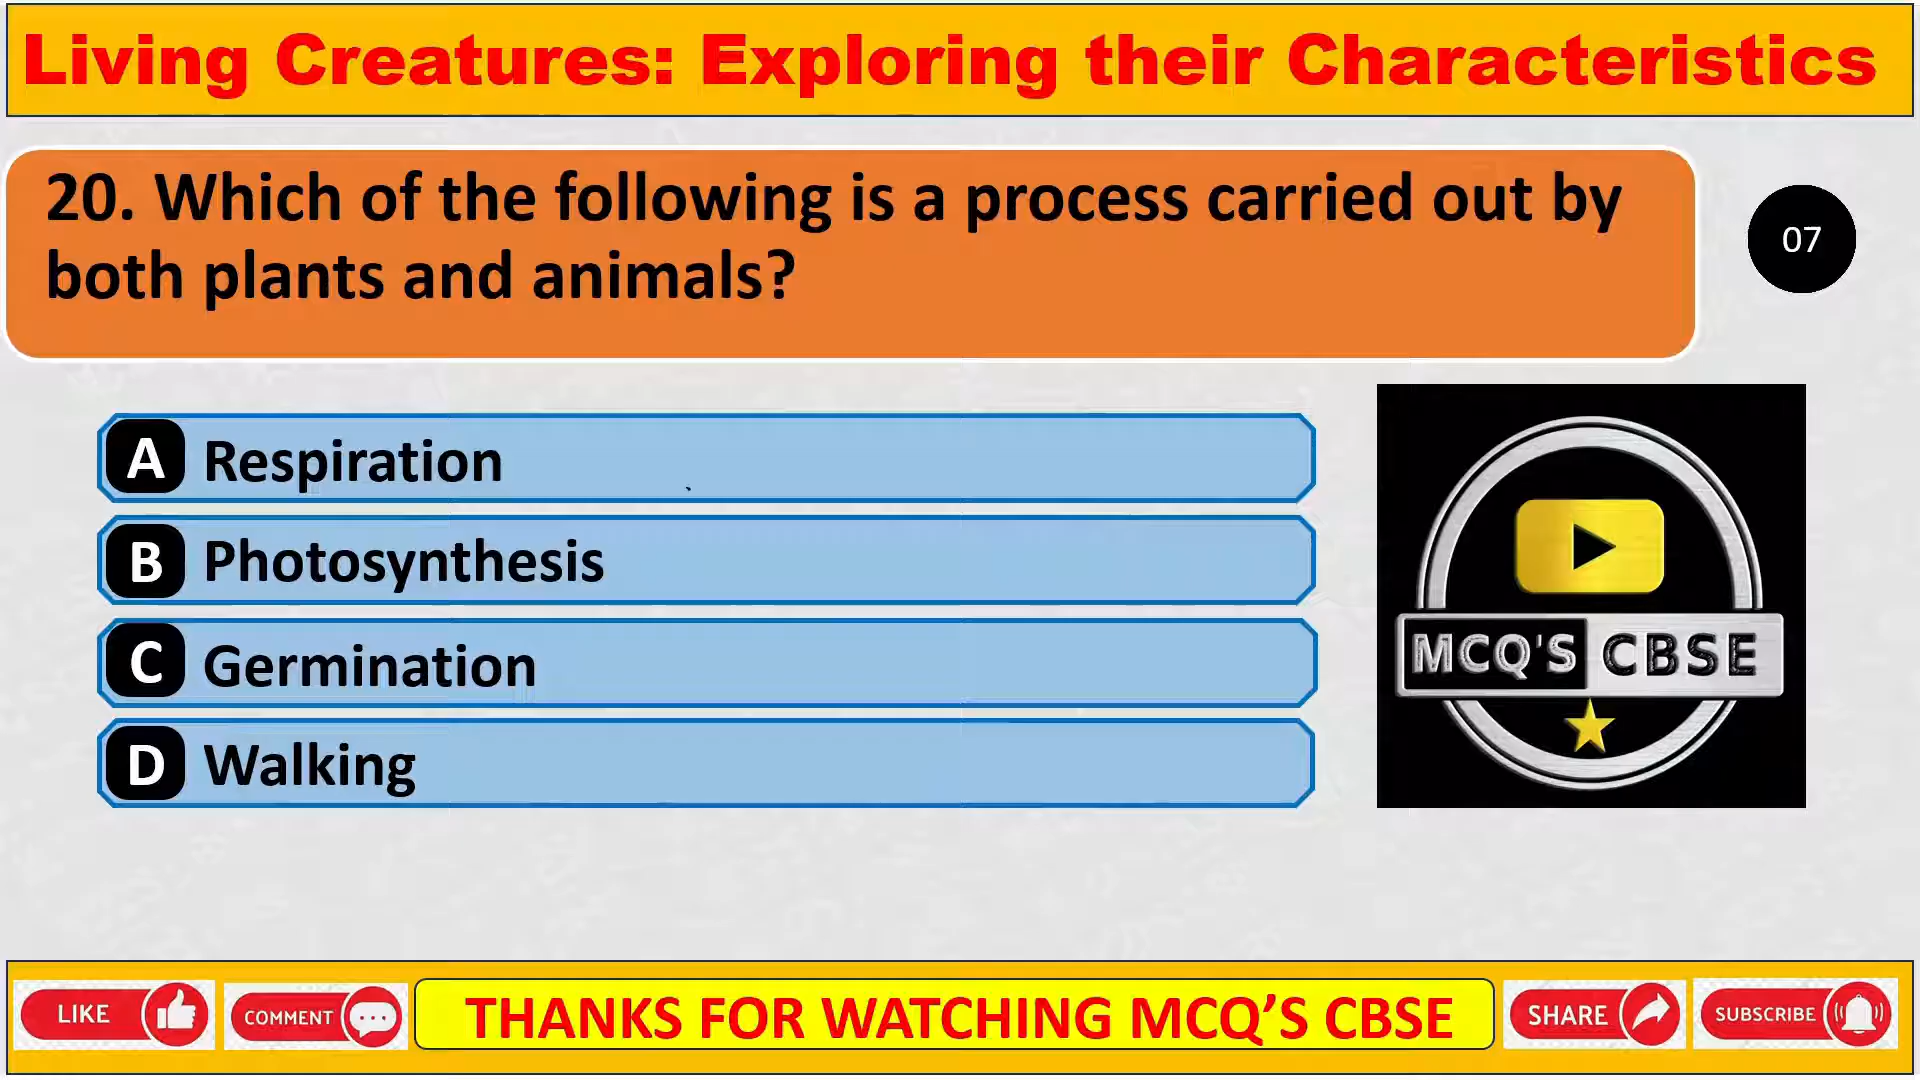 Living Creatures: Exploring their Characteristics
20. Which of the following is a process carried out by
both plants and animals?
07
A Respiration
B Photosynthesis
C Germination
D Walking
MCQ'S CBSE
LIKE
COMMENT
THANKS FOR WATCHING MCQ’S CBSE
SHARE
SUBSCRIBE